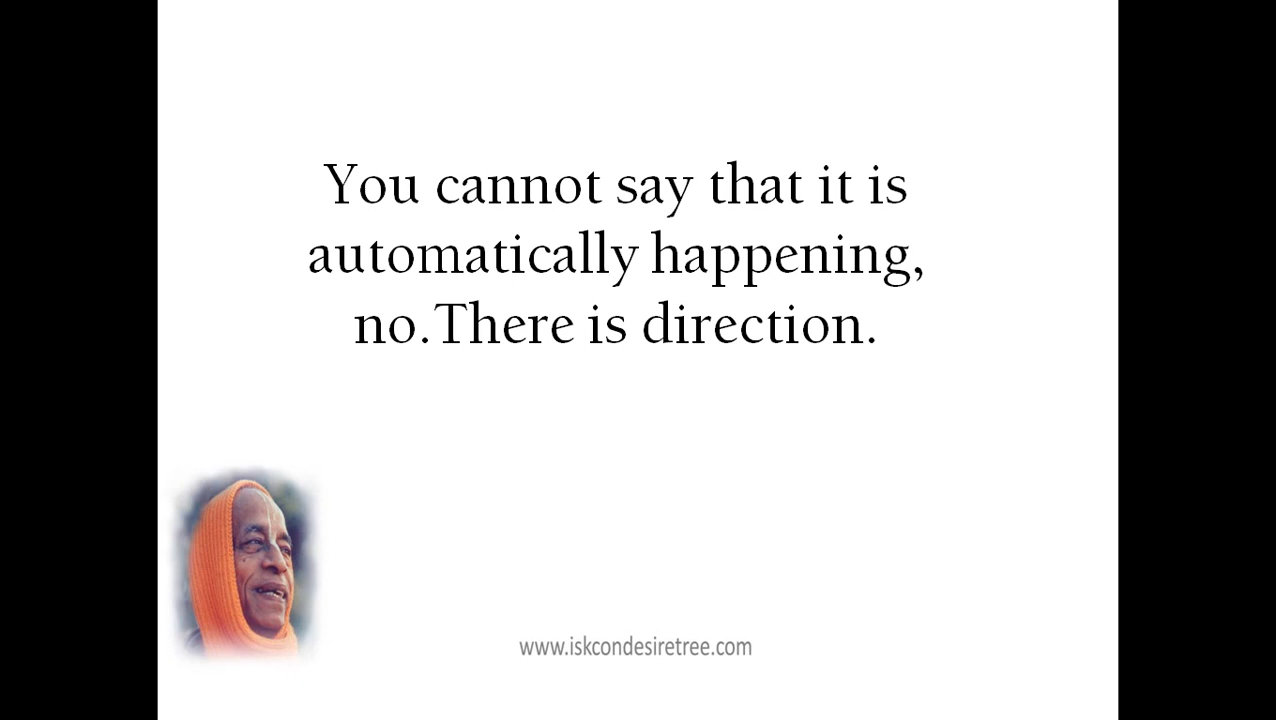 You cannot say that it is
automatically happening,
no. There is direction.
www.iskcondesiretree.com